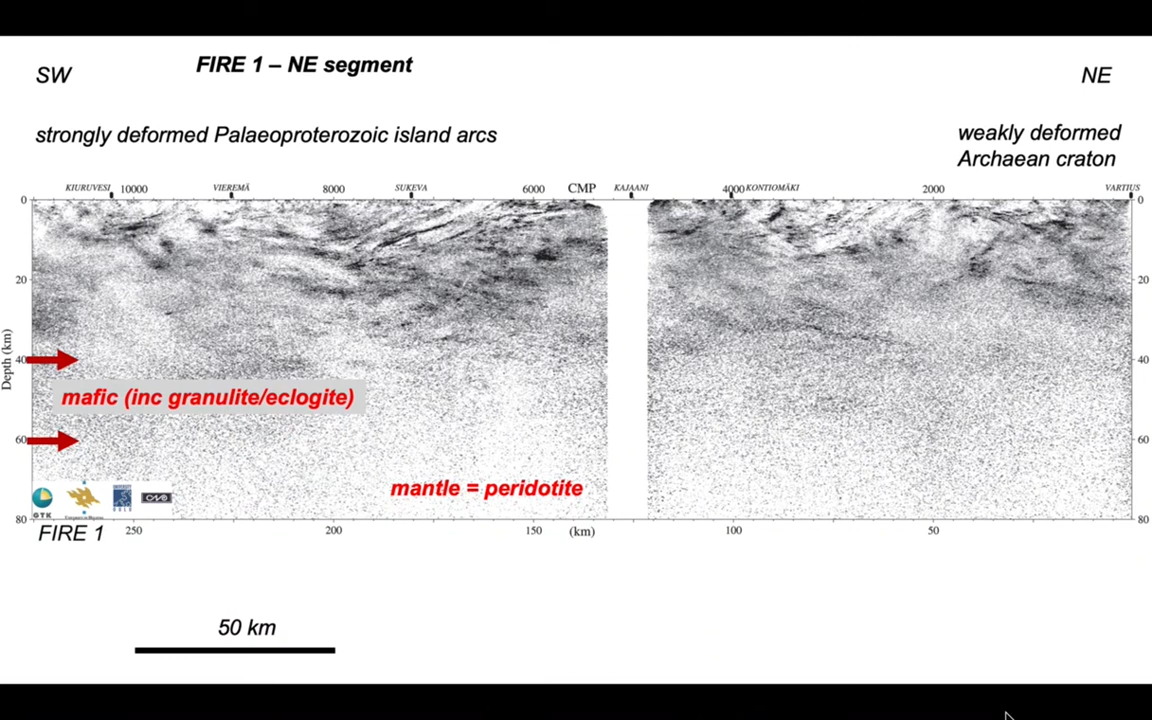 FIRE 1 – NE segment
SW
NE
strongly deformed Palaeoproterozoic island arcs
weakly deformed
Archaean craton
KIURUVESI 10000 VIEREMÄ 8000 SUKEVA 6000 CMP KAJAANI 4000 KONTIOMÄKI 2000 VARTIUS
0 0
20 20
Depth (km)
40 40
mafic (inc granulite/eclogite)
60 60
mantle = peridotite
GTK
80 80
FIRE 1 250 200 150 (km) 100 50
50 km